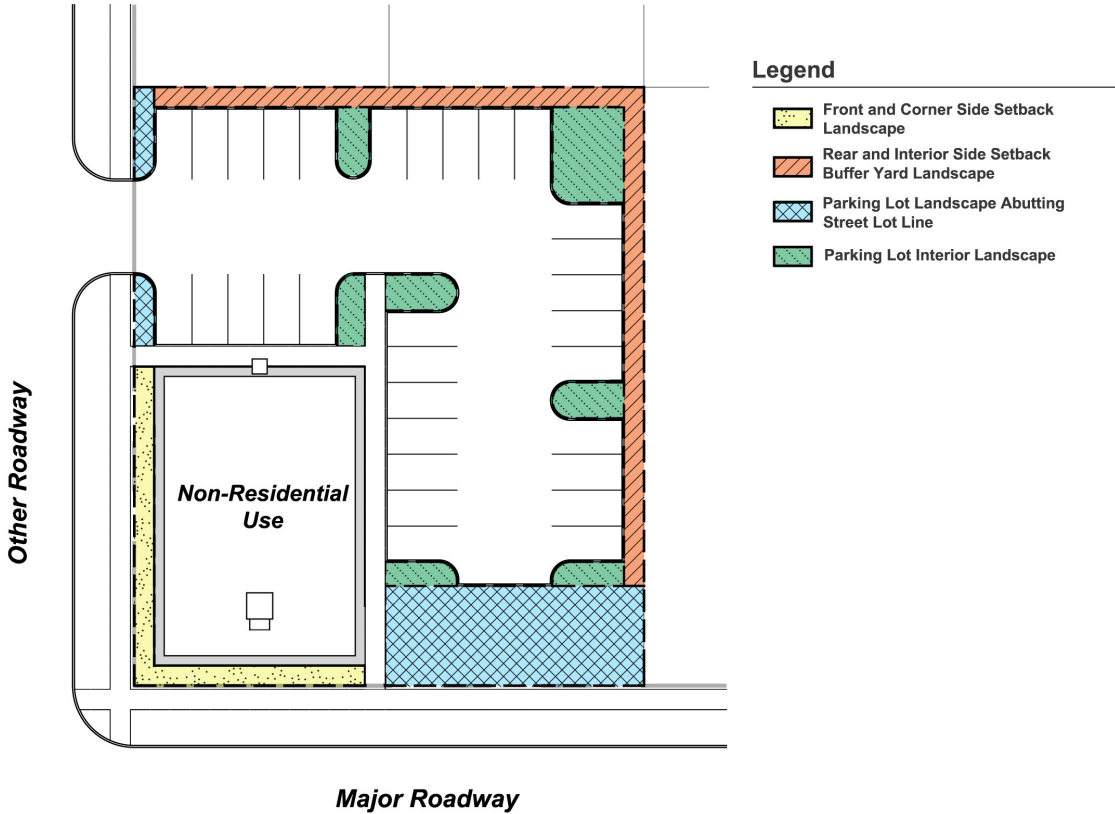 Legend
Front and Corner Side Setback
Landscape
Rear and Interior Side Setback
Buffer Yard Landscape
Parking Lot Landscape Abutting
Street Lot Line
Parking Lot Interior Landscape
Other Roadway
Non-Residential
Use
Major Roadway